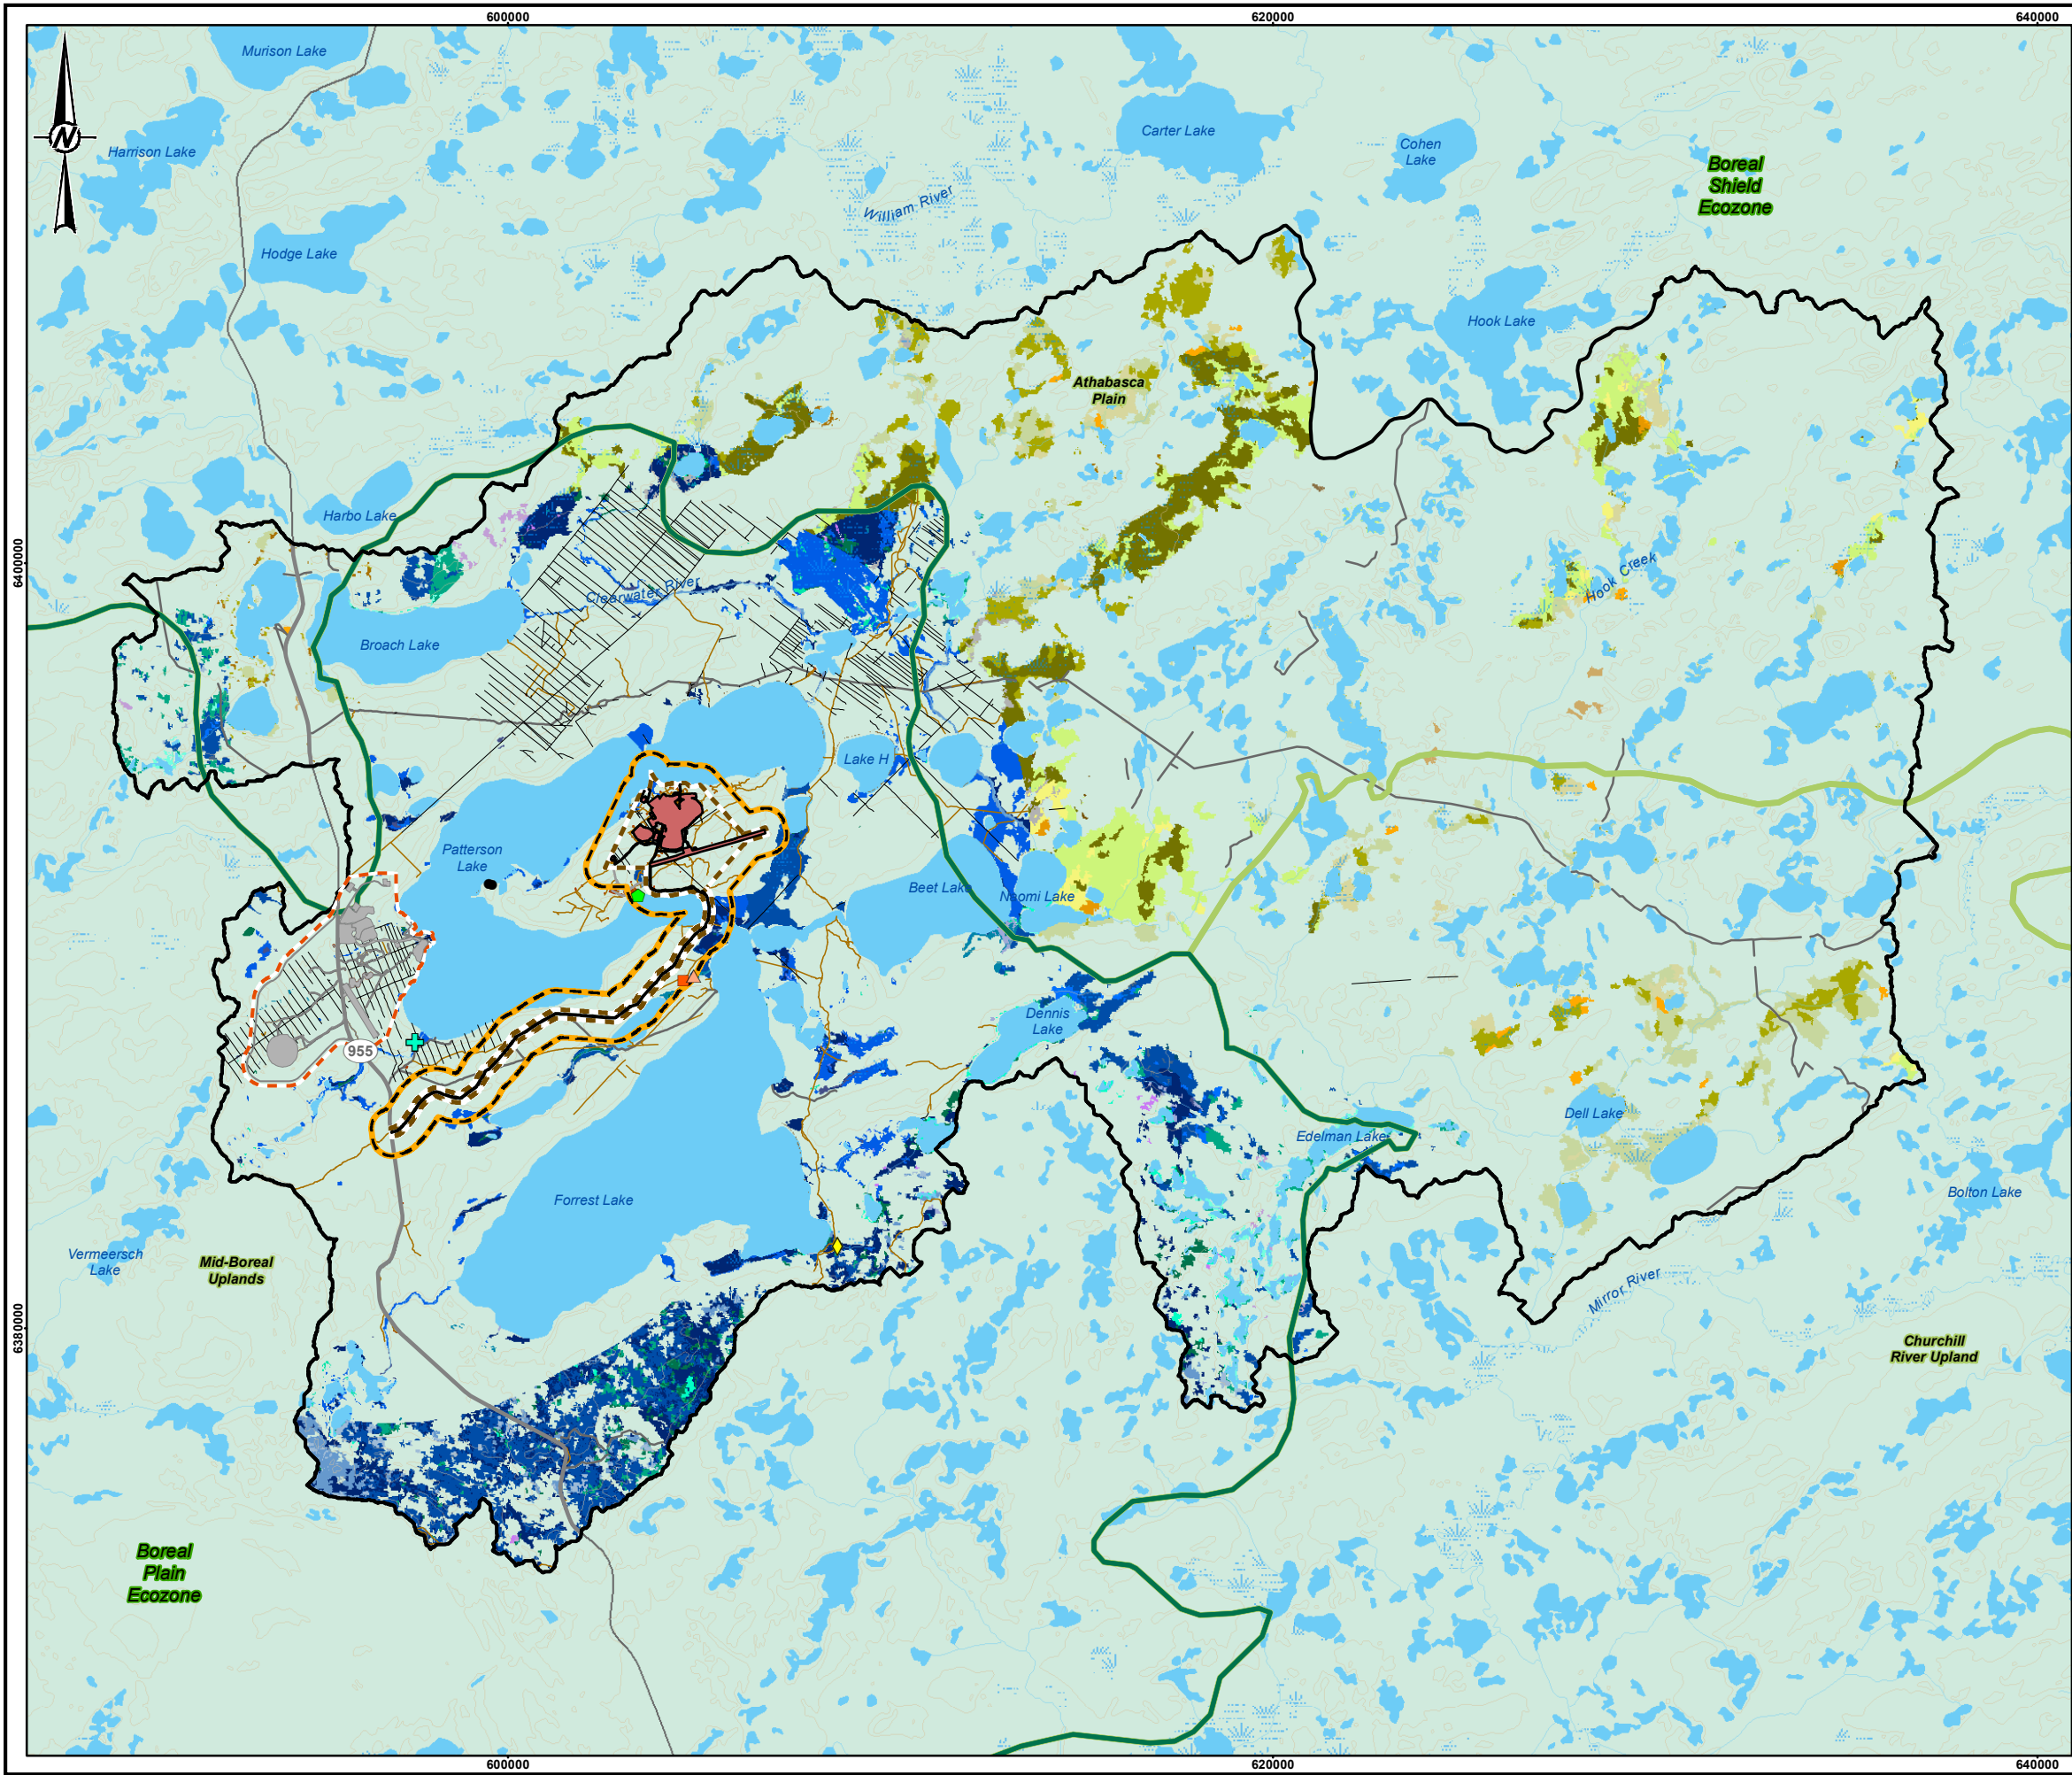 600000
620000
640000
Murison Lake
N
Harrison Lake
Carter Lake
Cohen
Lake
Boreal
Shield
Ecozone
William River
Hodge Lake
Hook Lake
Athabasca
Plain
Harbo Lake
6400000
Clearwater River
Hook Creek
Broach Lake
Lake H
Patterson
Lake
Beet Lake
Naomi Lake
955
Dennis
Lake
Dell Lake
Edelman Lake
Forrest Lake
Bolton Lake
Vermeersch
Lake
Mid-Boreal
Uplands
Mirror River
6380000
Churchill
River Upland
Boreal
Plain
Ecozone
600000
620000
640000